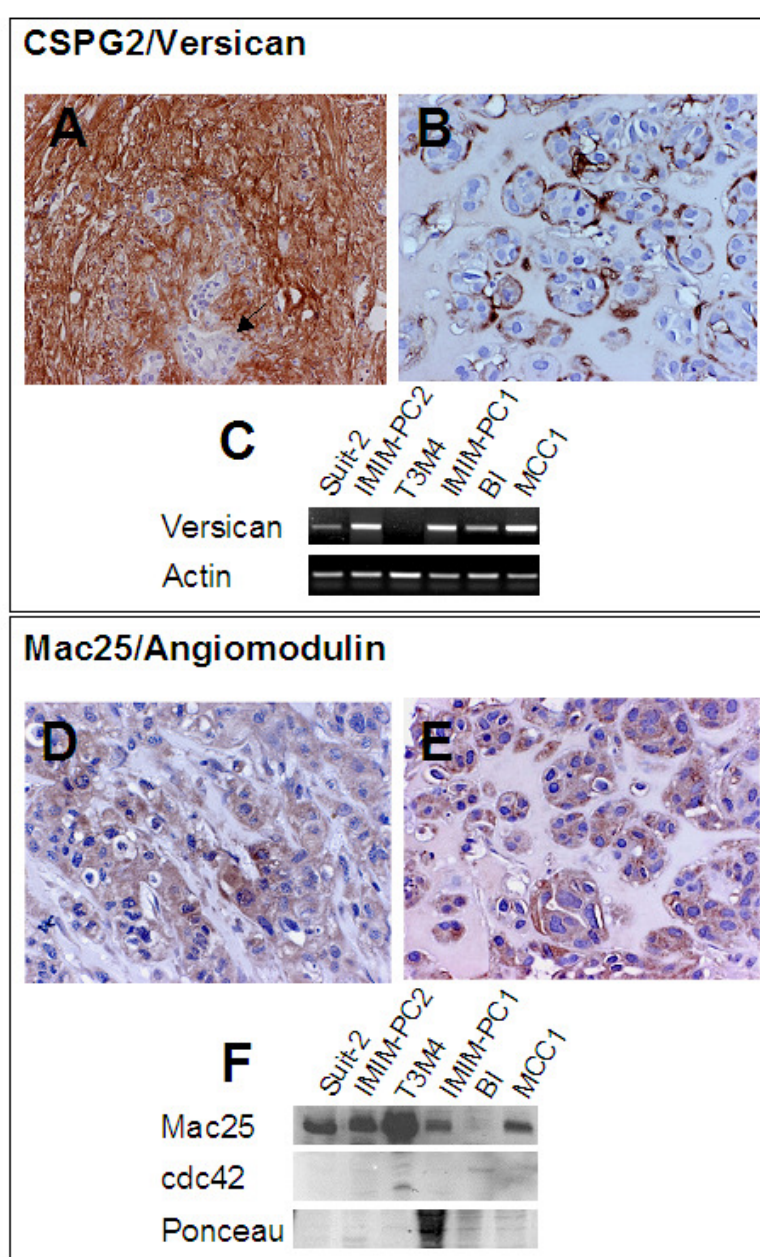 CSPG2/Versican
A
B
C
Suit-2
IMIM-PC2
T3M4
IMIM-PC1
BI
MCC1
Versican
Actin
Mac25/Angiomodulin
D
E
F
Suit-2
IMIM-PC2
T3M4
IMIM-PC1
BI
MCC1
Mac25
cdc42
Ponceau